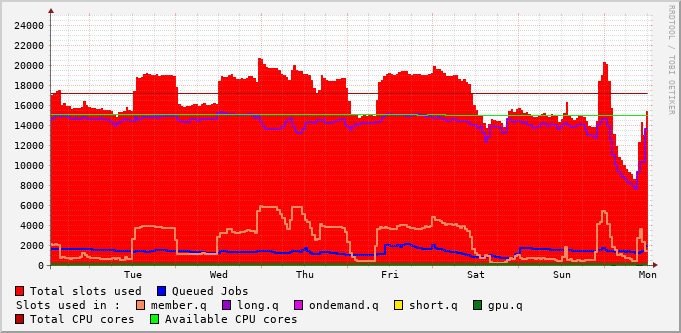 24000
22000
20000
18000
16000
14000
12000
10000
8000
6000
4000
2000
0
Tue Wed Thu Fri Sat Sun Mon
Total slots used Queued Jobs
Slots used in : member.q long.q ondemand.q short.q gpu.q
Total CPU cores Available CPU cores
RRDTOOL / TOBI OETIKER